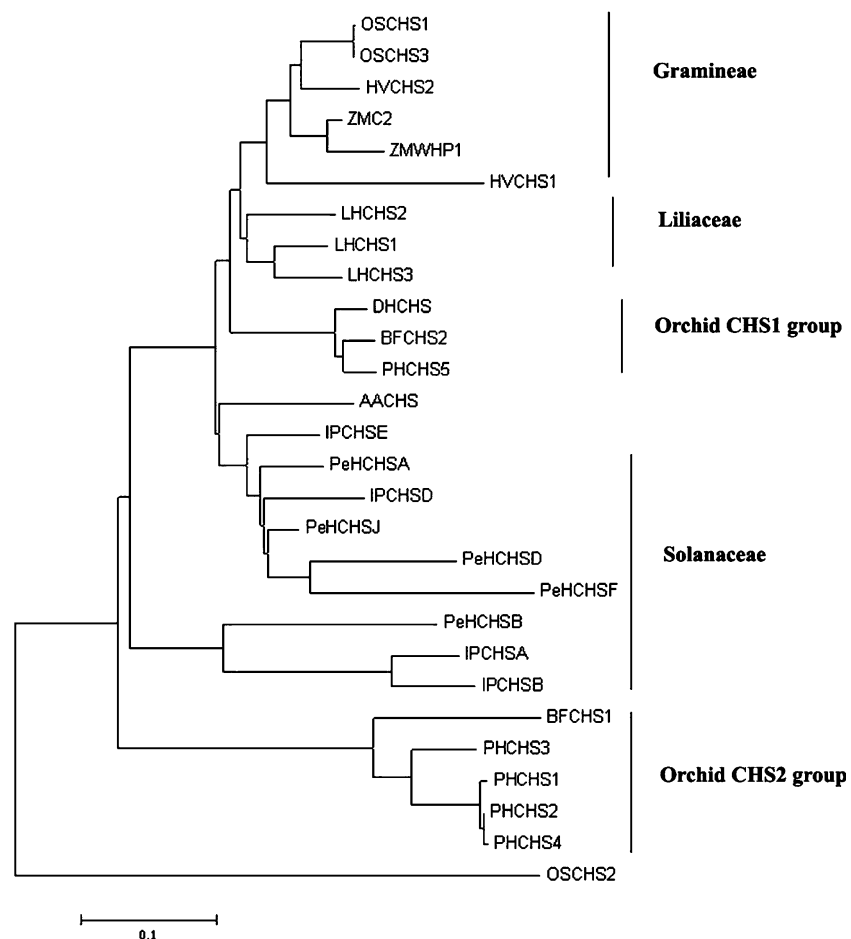 OSCHS1
OSCHS3
HVCHS2
ZMC2
ZMWHP1
HVCHS1
Gramineae
LHCHS2
LHCHS1
LHCHS3
Liliaceae
DHCHS
BFCHS2
PHCHS5
Orchid CHS1 group
AACHS
IPCHSE
PeHCHSA
IPCHSD
PeHCHSJ
PeHCHSD
PeHCHSF
PeHCHSB
IPCHSA
IPCHSB
Solanaceae
BFCHS1
PHCHS3
PHCHS1
PHCHS2
PHCHS4
Orchid CHS2 group
OSCHS2
0.1